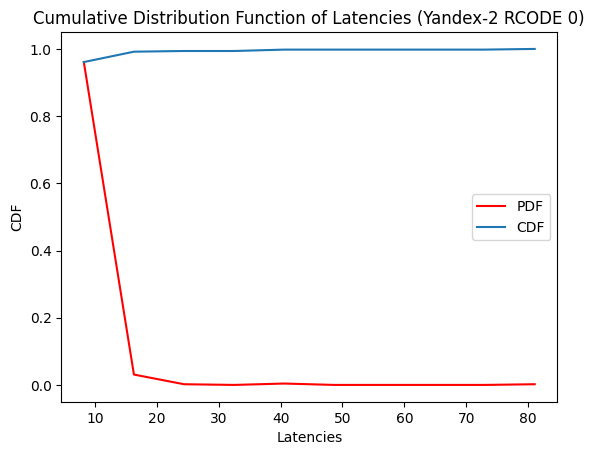 Cumulative Distribution Function of Latencies (Yandex-2 RCODE 0)
1.0
0.8
0.6
0.4
0.2
0.0
CDF
PDF
CDF
10 20 30 40 50 60 70 80
Latencies